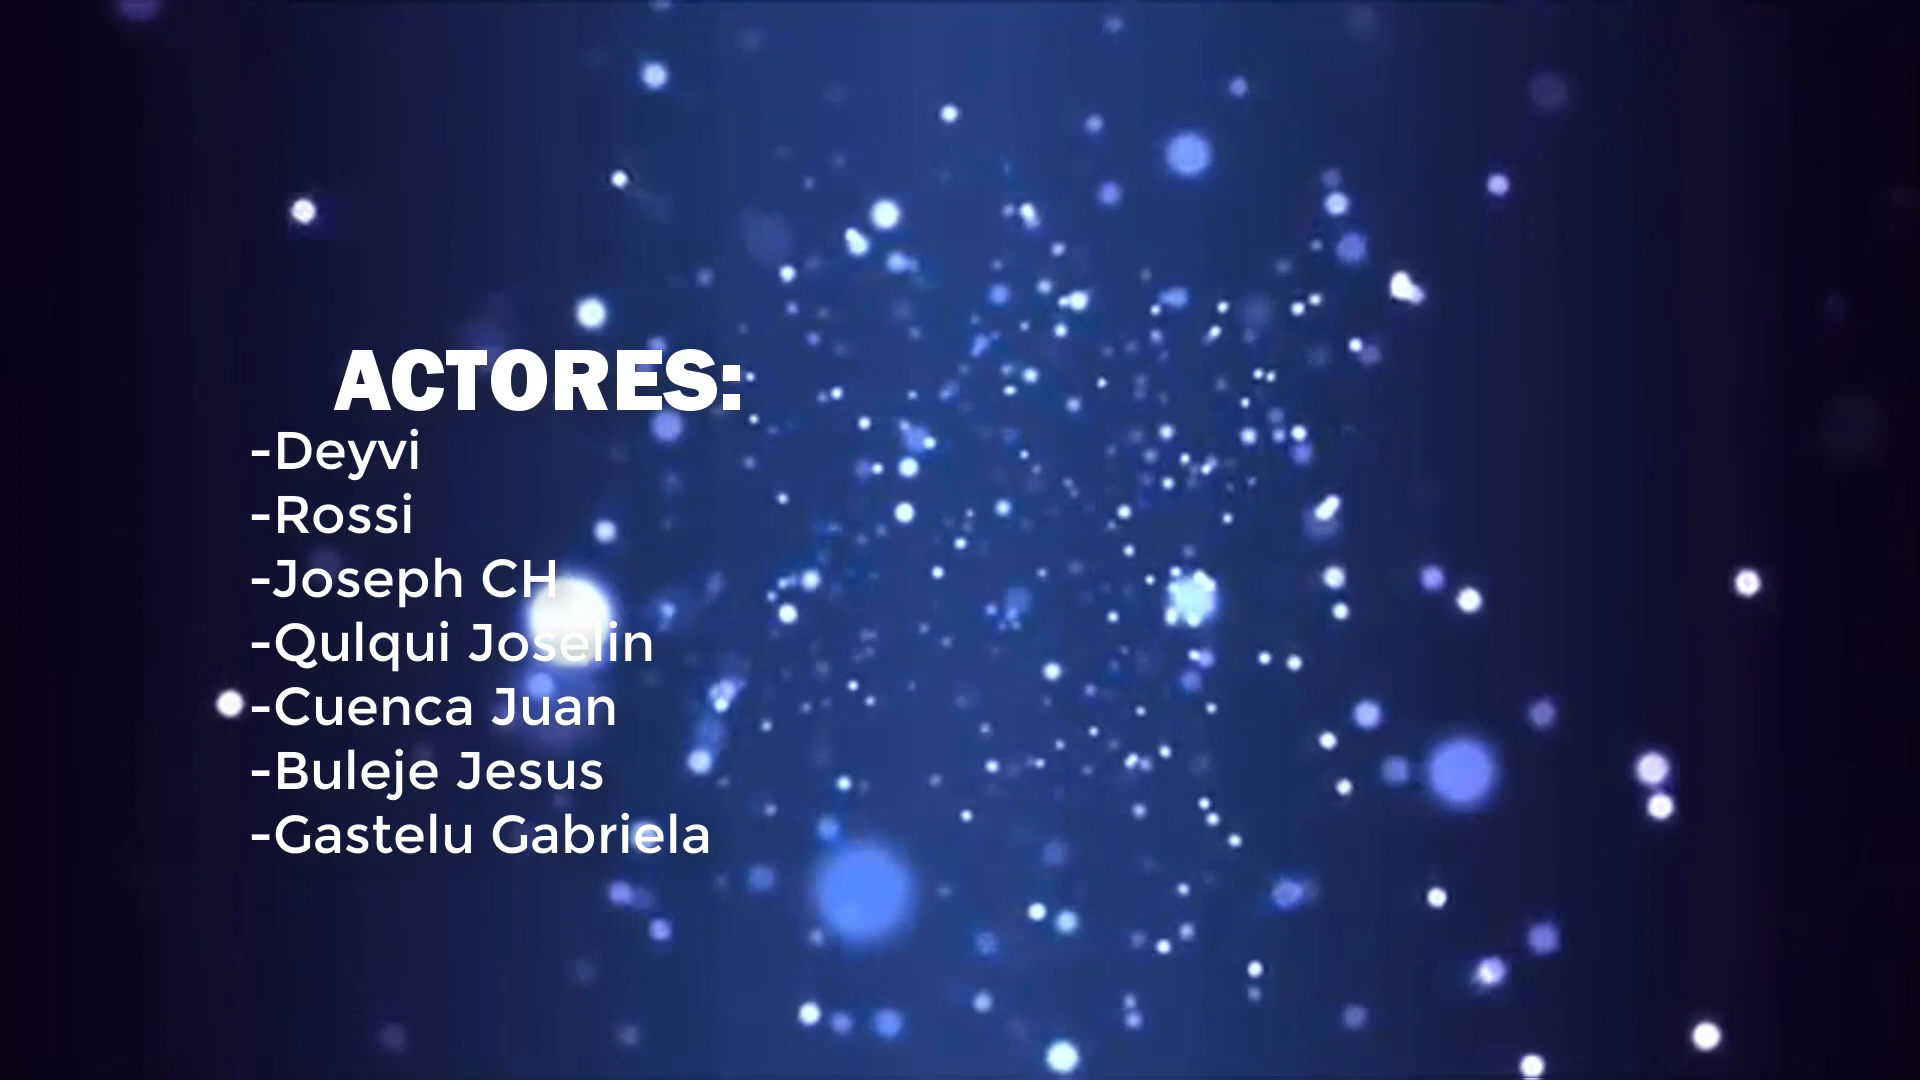 ACTORES:
-Deyvi
-Rossi
-Joseph CH
-Qulqui Joselin
-Cuenca Juan
-Buleje Jesus
-Gastelu Gabriela